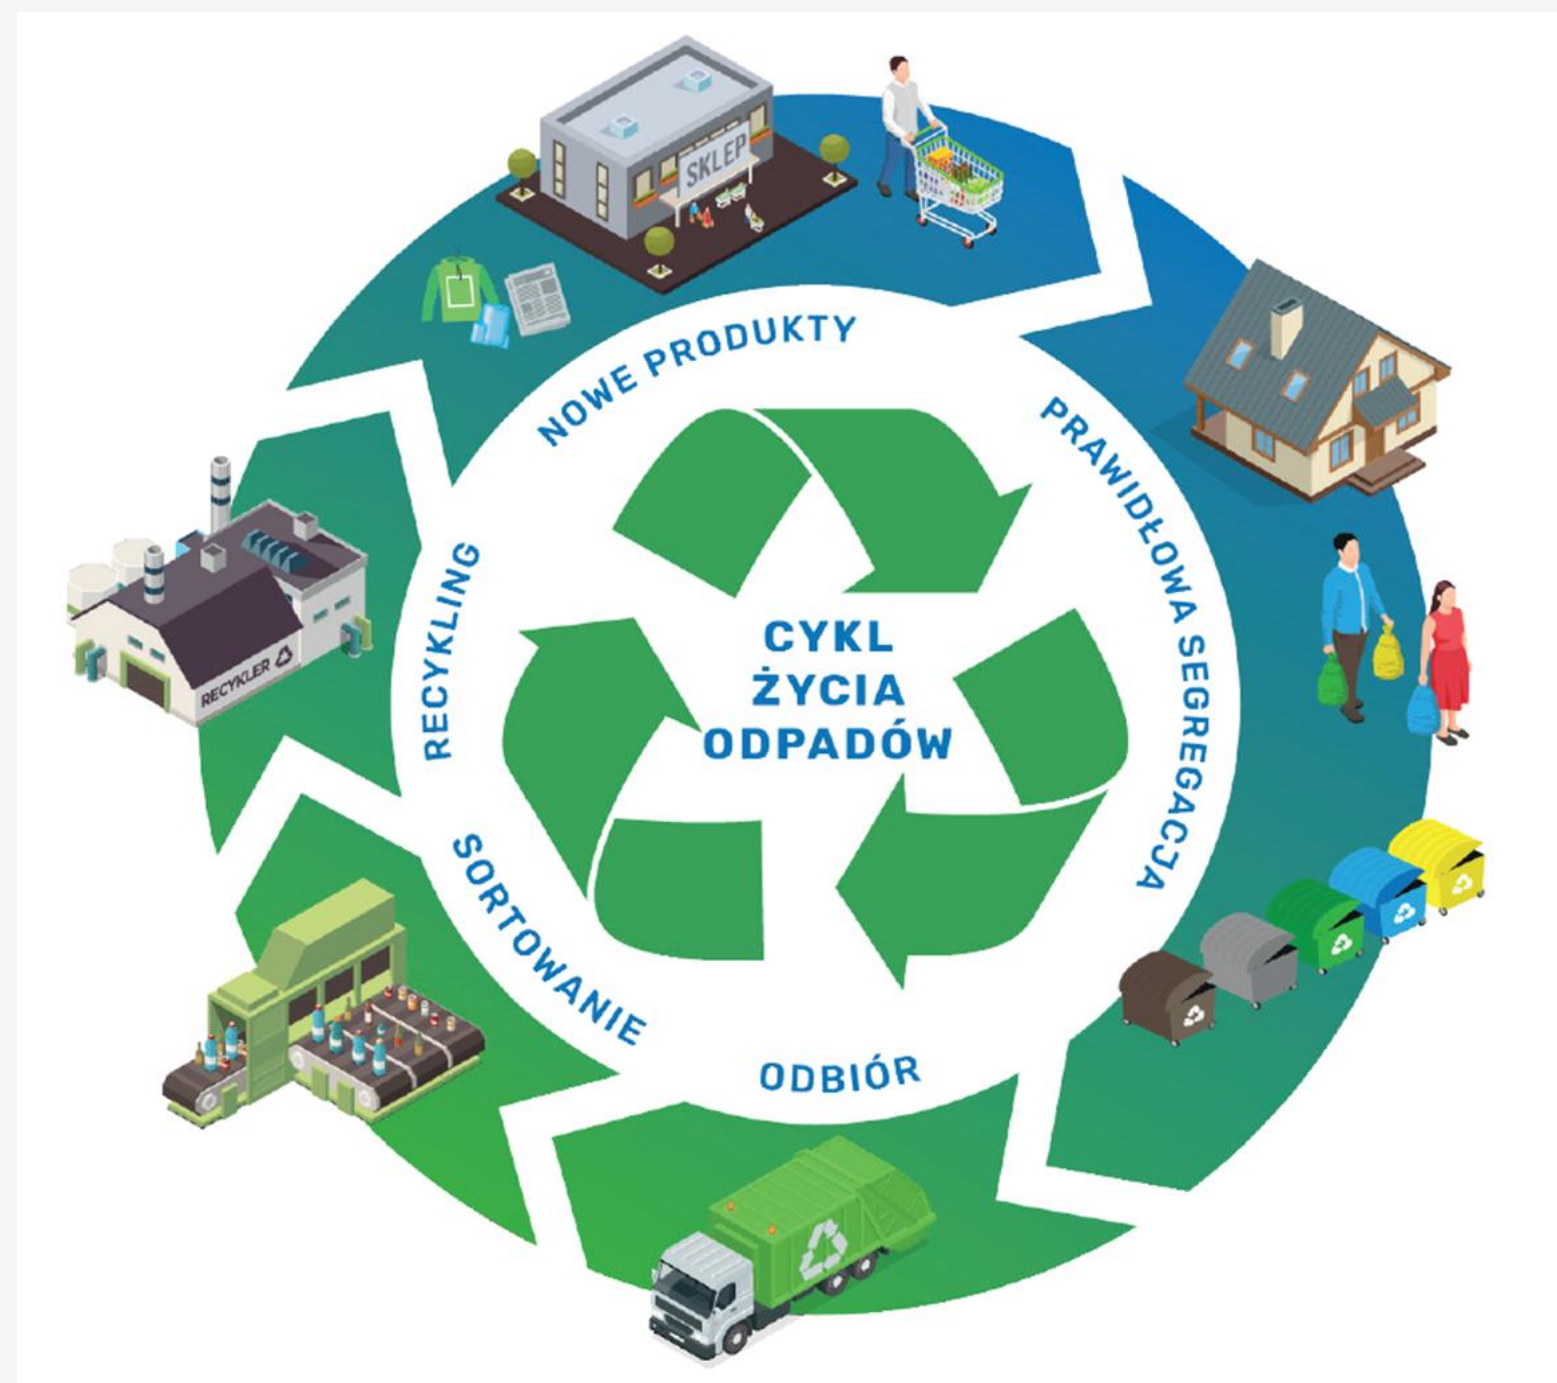 SKLEP
NOWE PRODUKTY
PRAWIDŁOWA SEGREGACJA
RECYKLING
RECYKLER
CYKL
ŻYCIA
ODPADÓW
SORTOWANIE
ODBIÓR